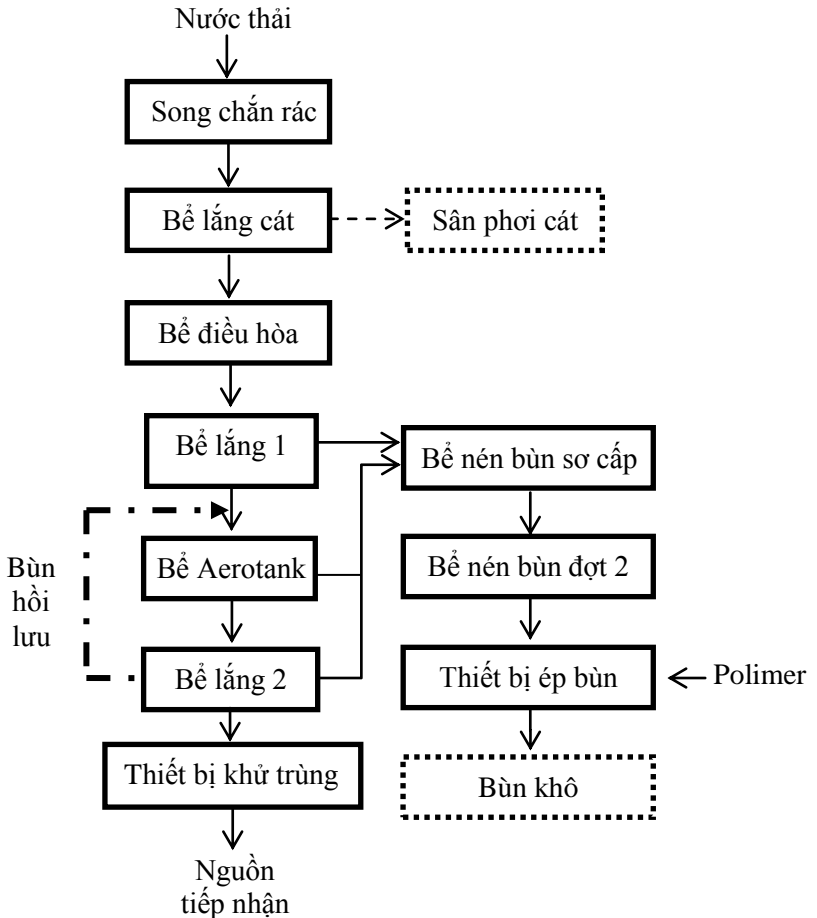 Nước thải
Song chắn rác
Bể lắng cát
Sân phơi cát
Bể điều hòa
Bể lắng 1
Bể nén bùn sơ cấp
Bể Aerotank
Bể nén bùn đợt 2
Bùn
hồi
lưu
Bể lắng 2
Thiết bị ép bùn
Polimer
Thiết bị khử trùng
Bùn khô
Nguồn
tiếp nhận